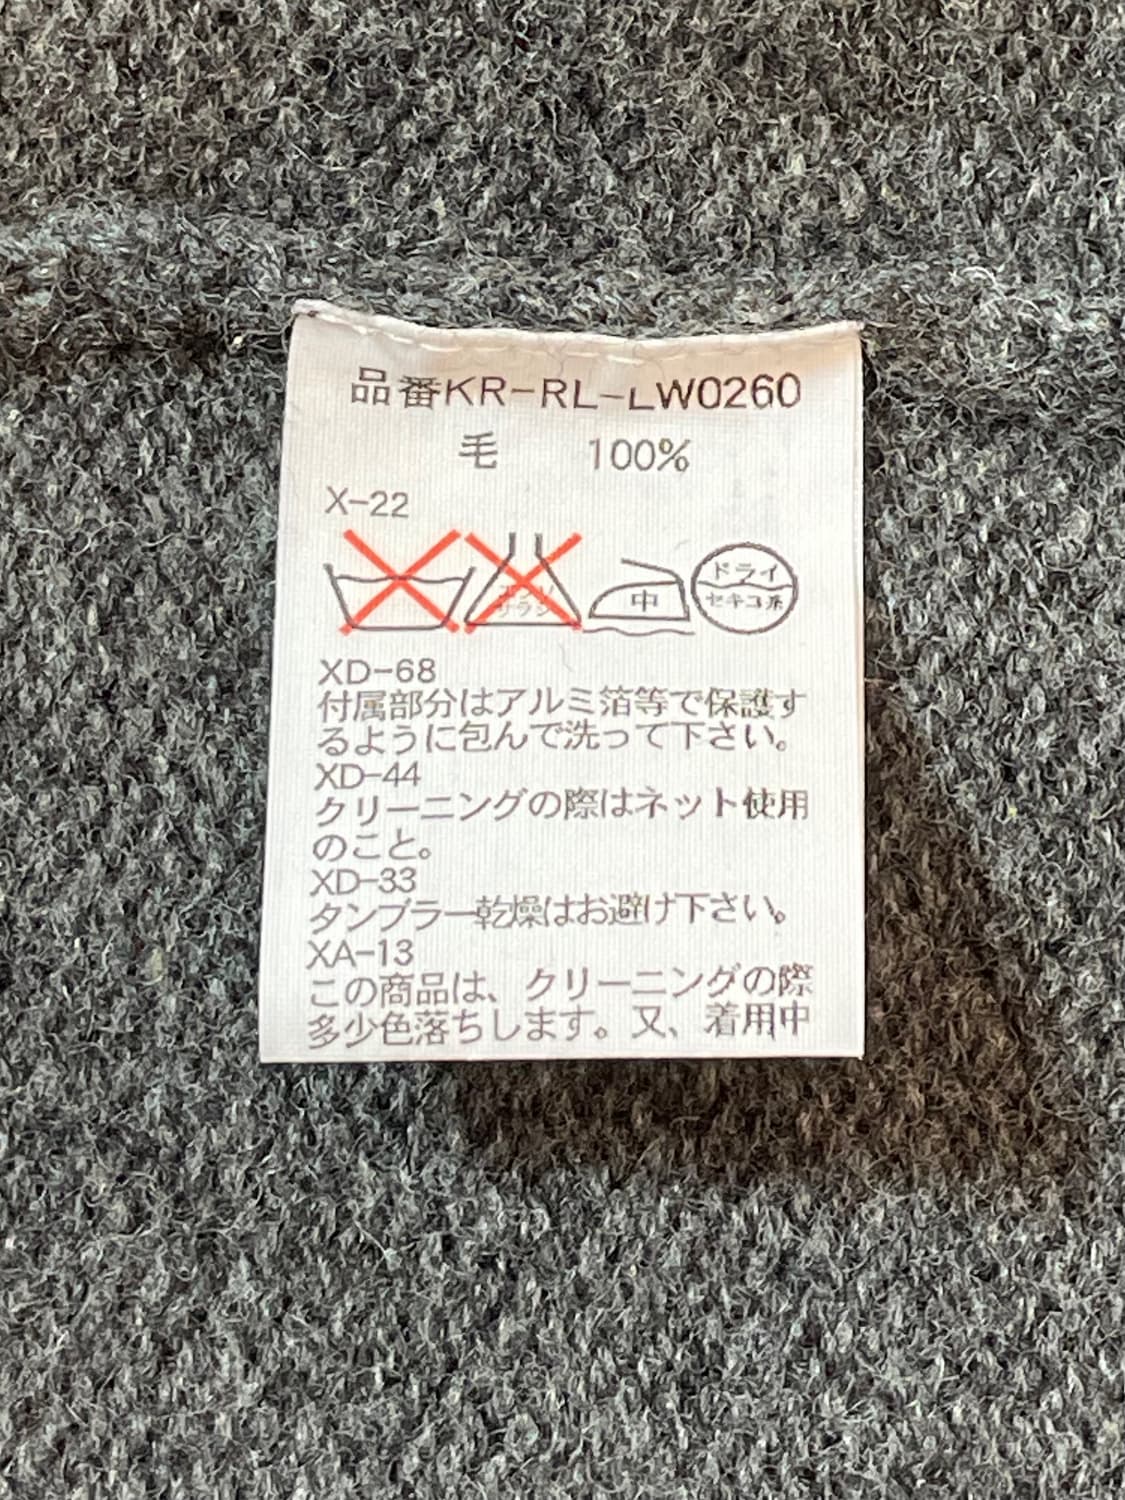 品番KR-RL-LW0260
毛 100%
X-22
エンソ
サラシ
中
ドライ
セキユ系
XD-68
付属部分はアルミ箔等で保護す
るように包んで洗って下さい。
XD-44
クリーニングの際はネット使用
のこと。
XD-33
タンブラー乾燥はお避け下さい。
XA-13
この商品は、クリーニングの際
多少色落ちします。又、着用中